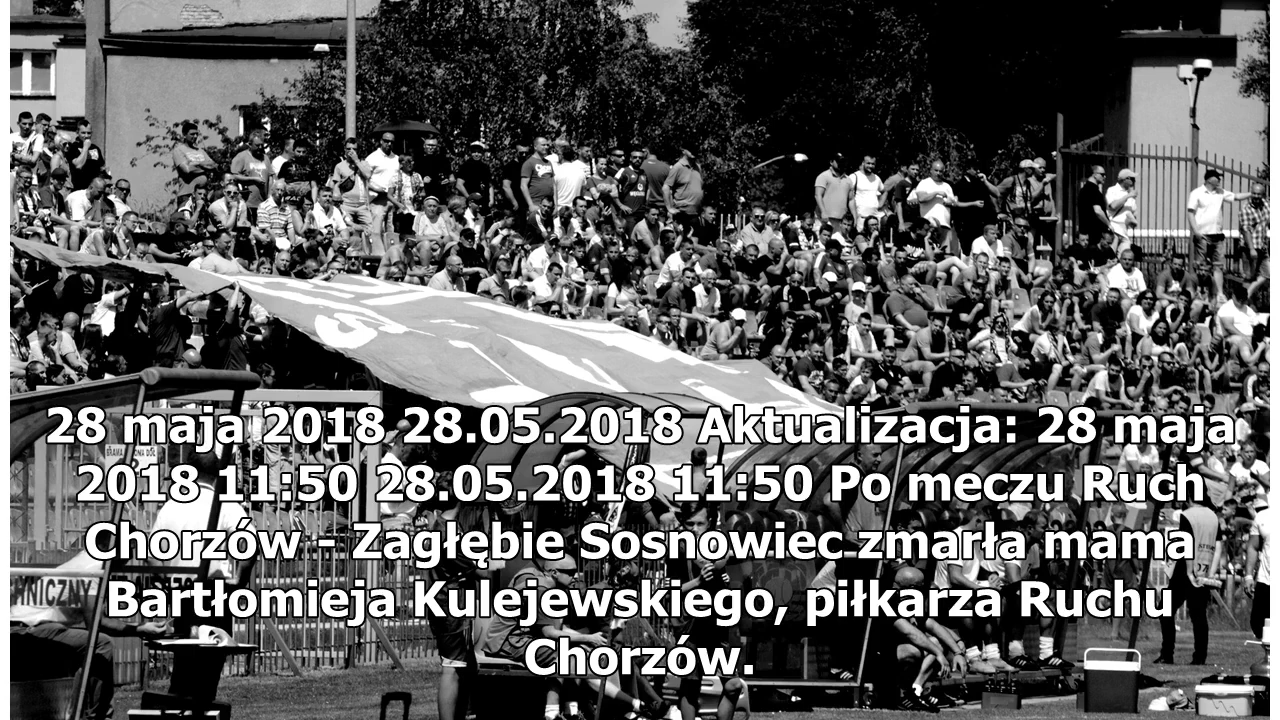 28 maja 2018 28.05.2018 Aktualizacja: 28 maja
2018 11:50 28.05.2018 11:50 Po meczu Ruch
Chorzów - Zagłębie Sosnowiec zmarła mama
Bartłomieja Kulejewskiego, piłkarza Ruchu
Chorzów.
HNICZNY